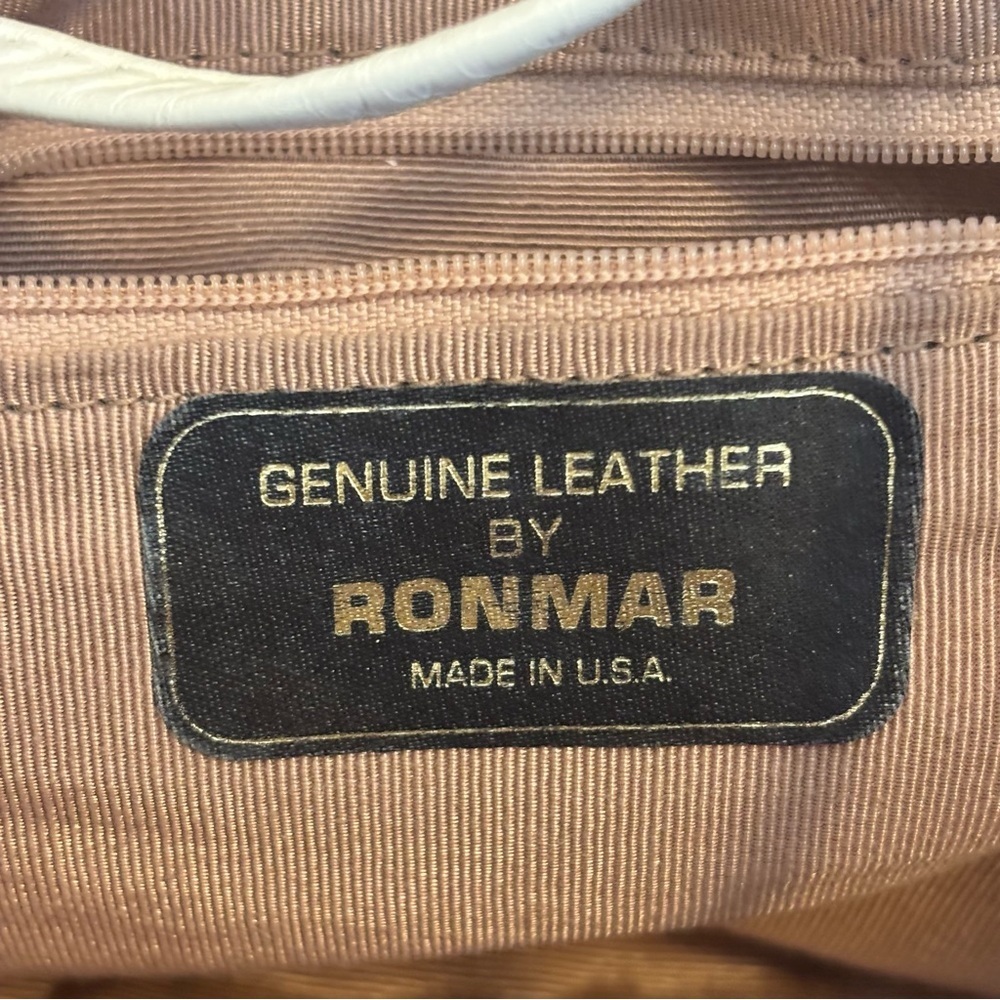 GENUINE LEATHER
BY
RONMAR
MADE IN U.S.A.